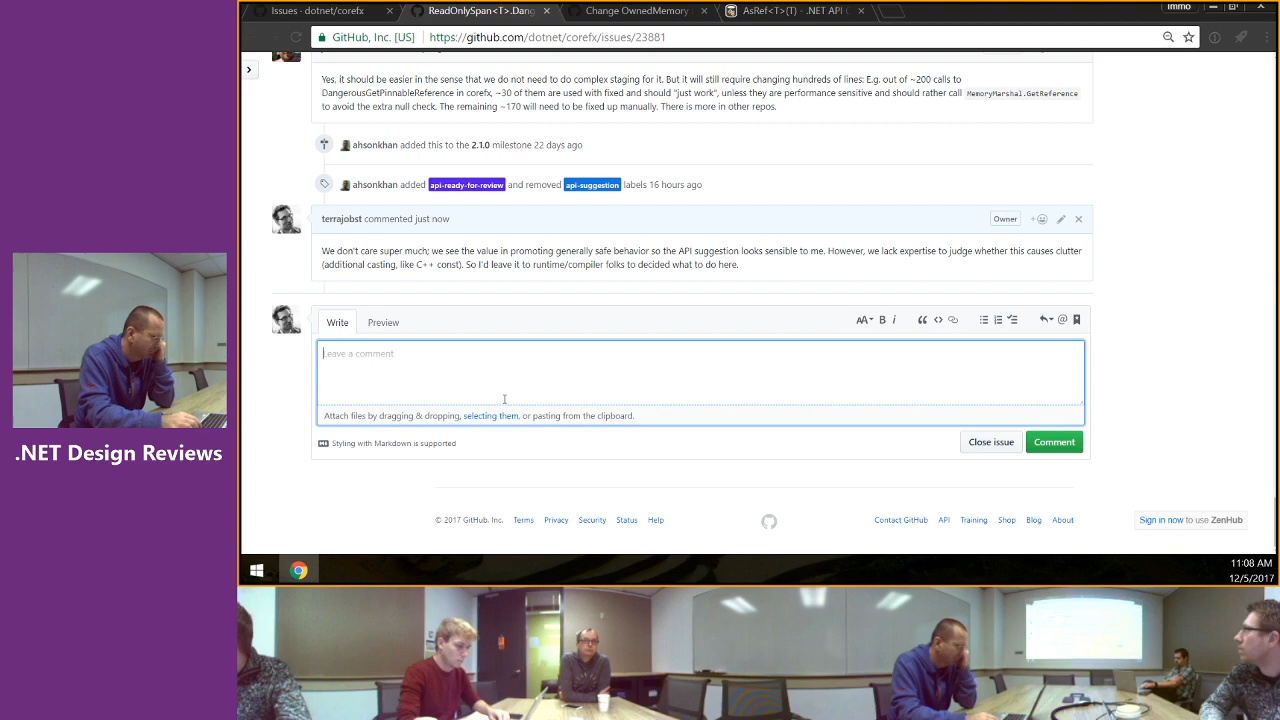 Issues · dotnet/corefx
ReadOnlySpan<T>.Dang
Change OwnedMemory
AsRef<T>(T) - .NET API C
Immo
GitHub, Inc. [US]
https://github.com/dotnet/corefx/issues/23881
Yes, it should be easier in the sense that we do not need to do complex staging for it. But it will still require changing hundreds of lines: E.g. out of ~200 calls to
DangerousGetPinnableReference in corefx, ~30 of them are used with fixed and should "just work", unless they are performance sensitive and should rather call MemoryMarshal.GetReference
to avoid the extra null check. The remaining ~170 will need to be fixed up manually. There is more in other repos.
ahsonkhan added this to the 2.1.0 milestone 22 days ago
ahsonkhan added api-ready-for-review and removed api-suggestion labels 16 hours ago
terrajobst commented just now
Owner
We don't care super much; we see the value in promoting generally safe behavior so the API suggestion looks sensible to me. However, we lack expertise to judge whether this causes clutter
(additional casting, like C++ const). So I'd leave it to runtime/compiler folks to decided what to do here.
Write
Preview
AA B i
Leave a comment
Attach files by dragging & dropping, selecting them, or pasting from the clipboard.
Styling with Markdown is supported
Close issue
Comment
© 2017 GitHub, Inc. Terms Privacy Security Status Help
Contact GitHub API Training Shop Blog About
Sign in now to use ZenHub
11:08 AM
12/5/2017
.NET Design Reviews